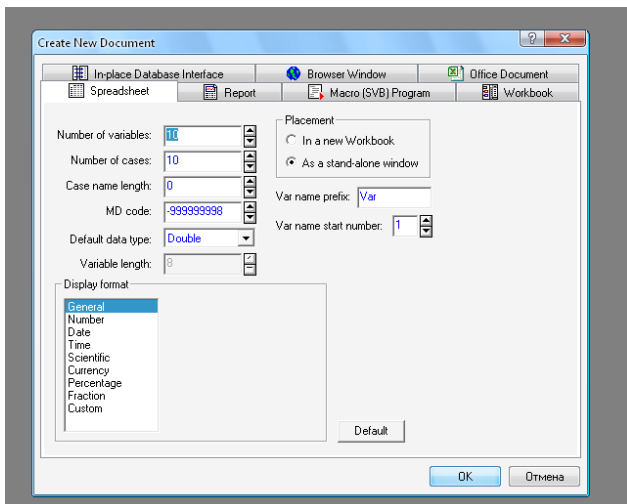 Create New Document
In-place Database Interface
Browser Window
Office Document
Spreadsheet
Report
Macro (SVB) Program
Workbook
Number of variables: 10
Number of cases: 10
Case name length: 0
MD code: -999999998
Default data type: Double
Variable length: 8
Placement
In a new Workbook
As a stand-alone window
Var name prefix: Var
Var name start number: 1
Display format
General
Number
Date
Time
Scientific
Currency
Percentage
Fraction
Custom
Default
OK
Отмена